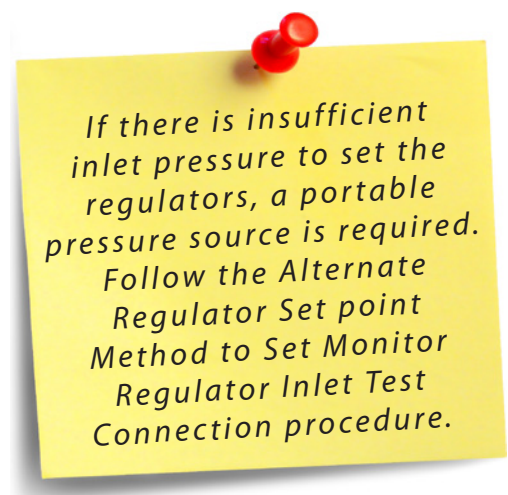 If there is insufficient
inlet pressure to set the
regulators, a portable
pressure source is required.
Follow the Alternate
Regulator Set point
Method to Set Monitor
Regulator Inlet Test
Connection procedure.